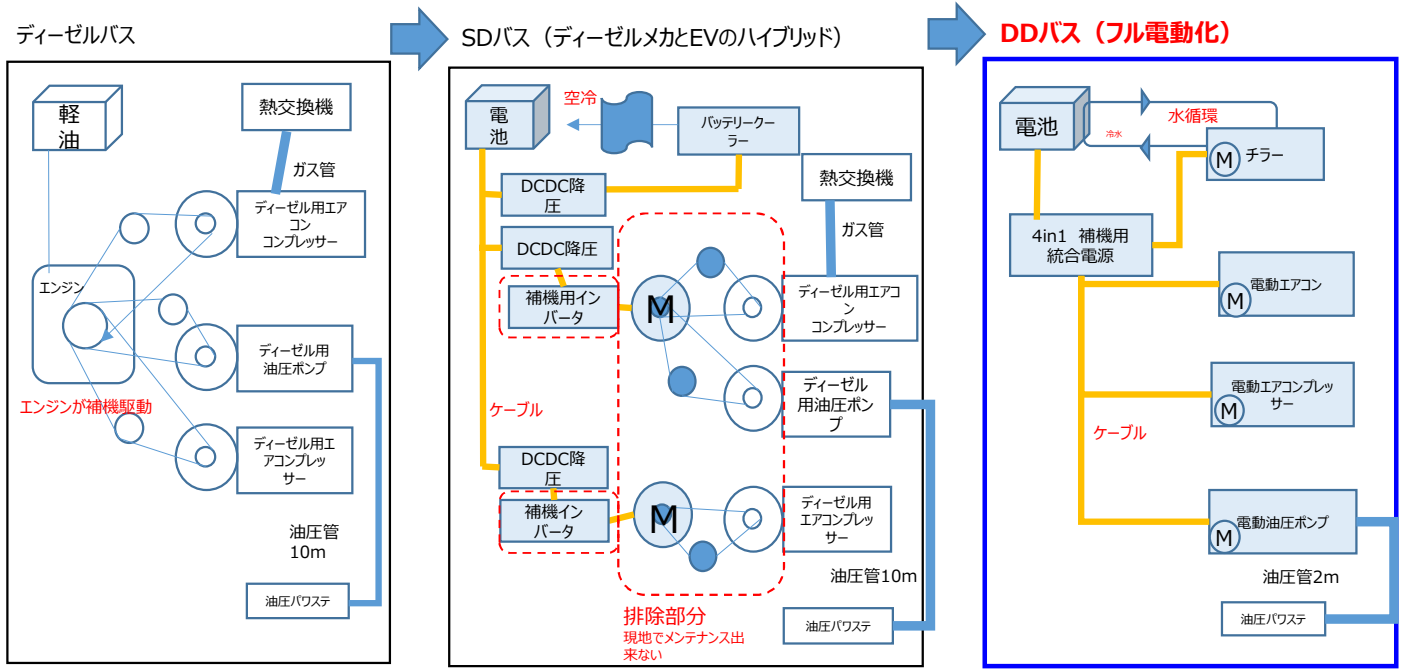 ディーゼルバス
軽
油
熱交換機
ガス管
ディーゼル用エア
コン
コンプレッサー
エンジン
ディーゼル用
油圧ポンプ
エンジンが補機駆動
ディーゼル用エ
アコンプレッ
サー
油圧管
10m
油圧パワステ
SDバス（ディーゼルメカとEVのハイブリッド）
電
池
空冷
バッテリークー
ラー
DCDC降
圧
熱交換機
DCDC降圧
ガス管
補機用イン
バータ
M
ディーゼル用エアコ
ン
コンプレッサー
ディーゼル
用油圧ポン
プ
ケーブル
DCDC降
圧
補機イン
バータ
M
ディーゼル用
エアコンプレッ
サー
油圧管10m
排除部分
現地でメンテナンス出
来ない
油圧パワステ
DDバス（フル電動化）
電池
水循環
冷水
M
チラー
4in1 補機用
統合電源
電動エアコン
M
電動エアコンプレッ
サー
M
ケーブル
電動油圧ポンプ
M
油圧管2m
油圧パワステ